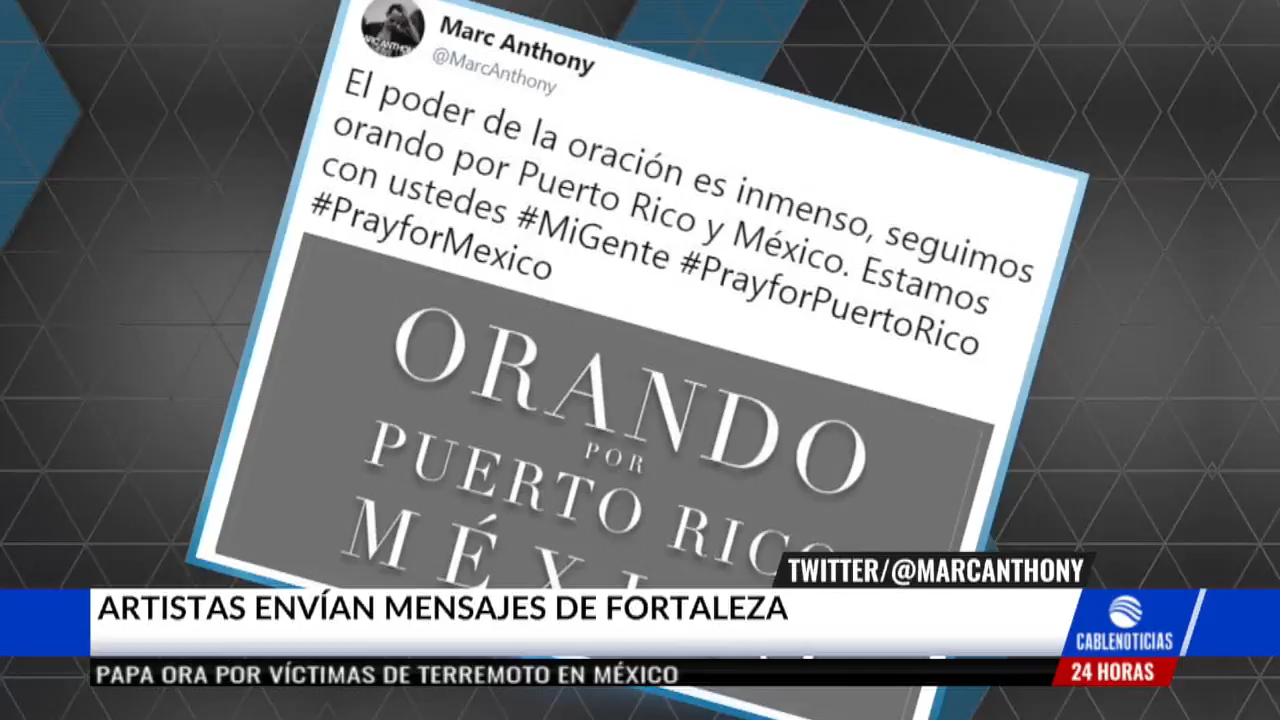 Marc Anthony
@MarcAnthony
El poder de la oración es inmenso, seguimos
orando por Puerto Rico y México. Estamos
con ustedes #MiGente #PrayforPuertoRico
#PrayforMexico
ORANDO
POR
PUERTO RICO
MÉXI
TWITTER/@MARCANTHONY
ARTISTAS ENVÍAN MENSAJES DE FORTALEZA
CABLENOTICIAS
PAPA ORA POR VÍCTIMAS DE TERREMOTO EN MÉXICO
24 HORAS